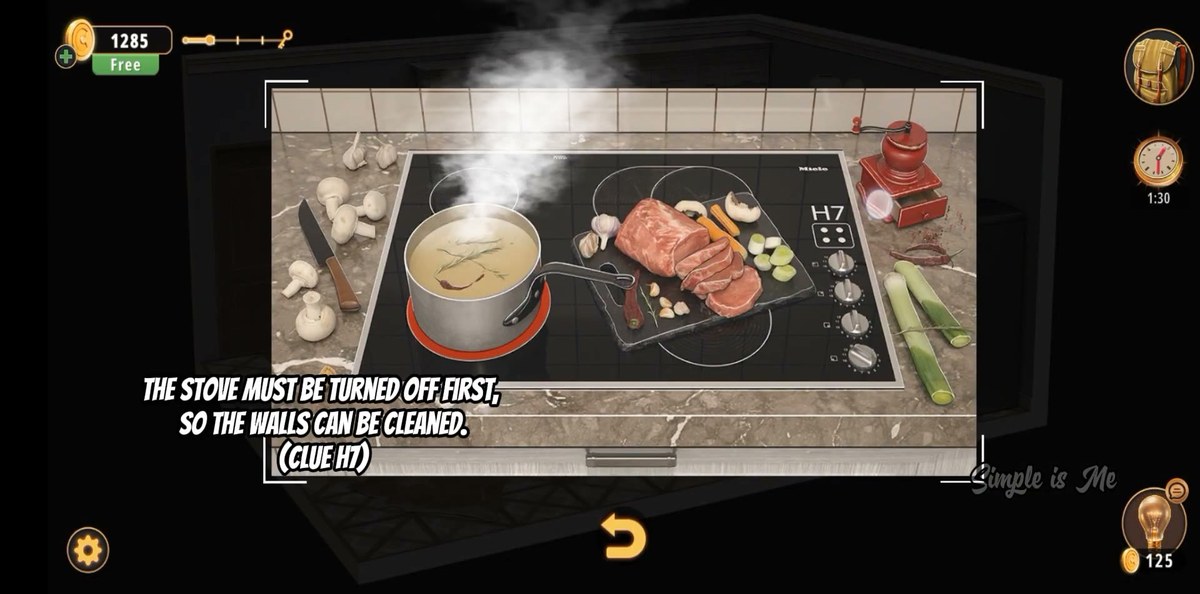 1285
Free
1:30
Miele
H7
THE STOVE MUST BE TURNED OFF FIRST,
SO THE WALLS CAN BE CLEANED.
(CLUE H7)
Simple is Me
125